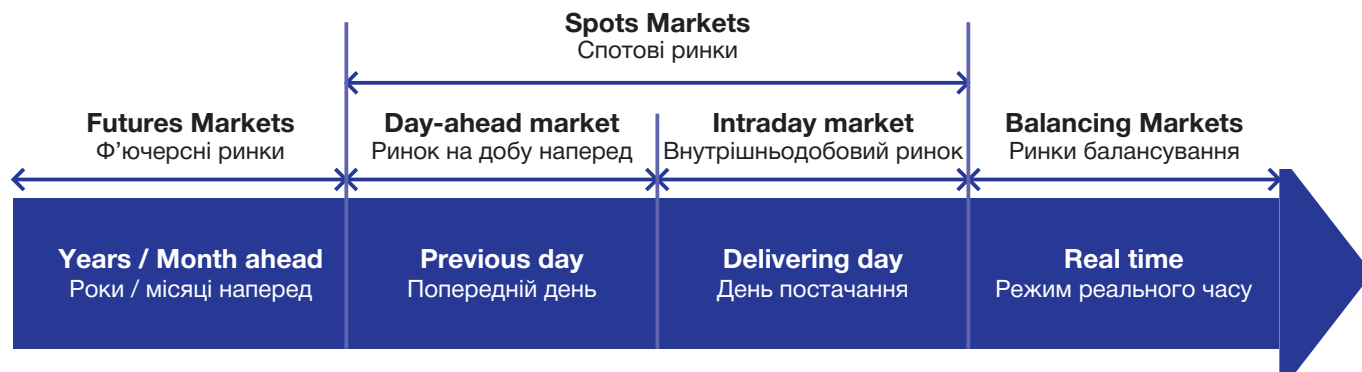 Spots Markets
Спотові ринки
Futures Markets
Ф’ючерсні ринки
Day-ahead market
Ринок на добу наперед
Intraday market
Внутрішньодобовий ринок
Balancing Markets
Ринки балансування
Years / Month ahead
Роки / місяці наперед
Previous day
Попередній день
Delivering day
День постачання
Real time
Режим реального часу